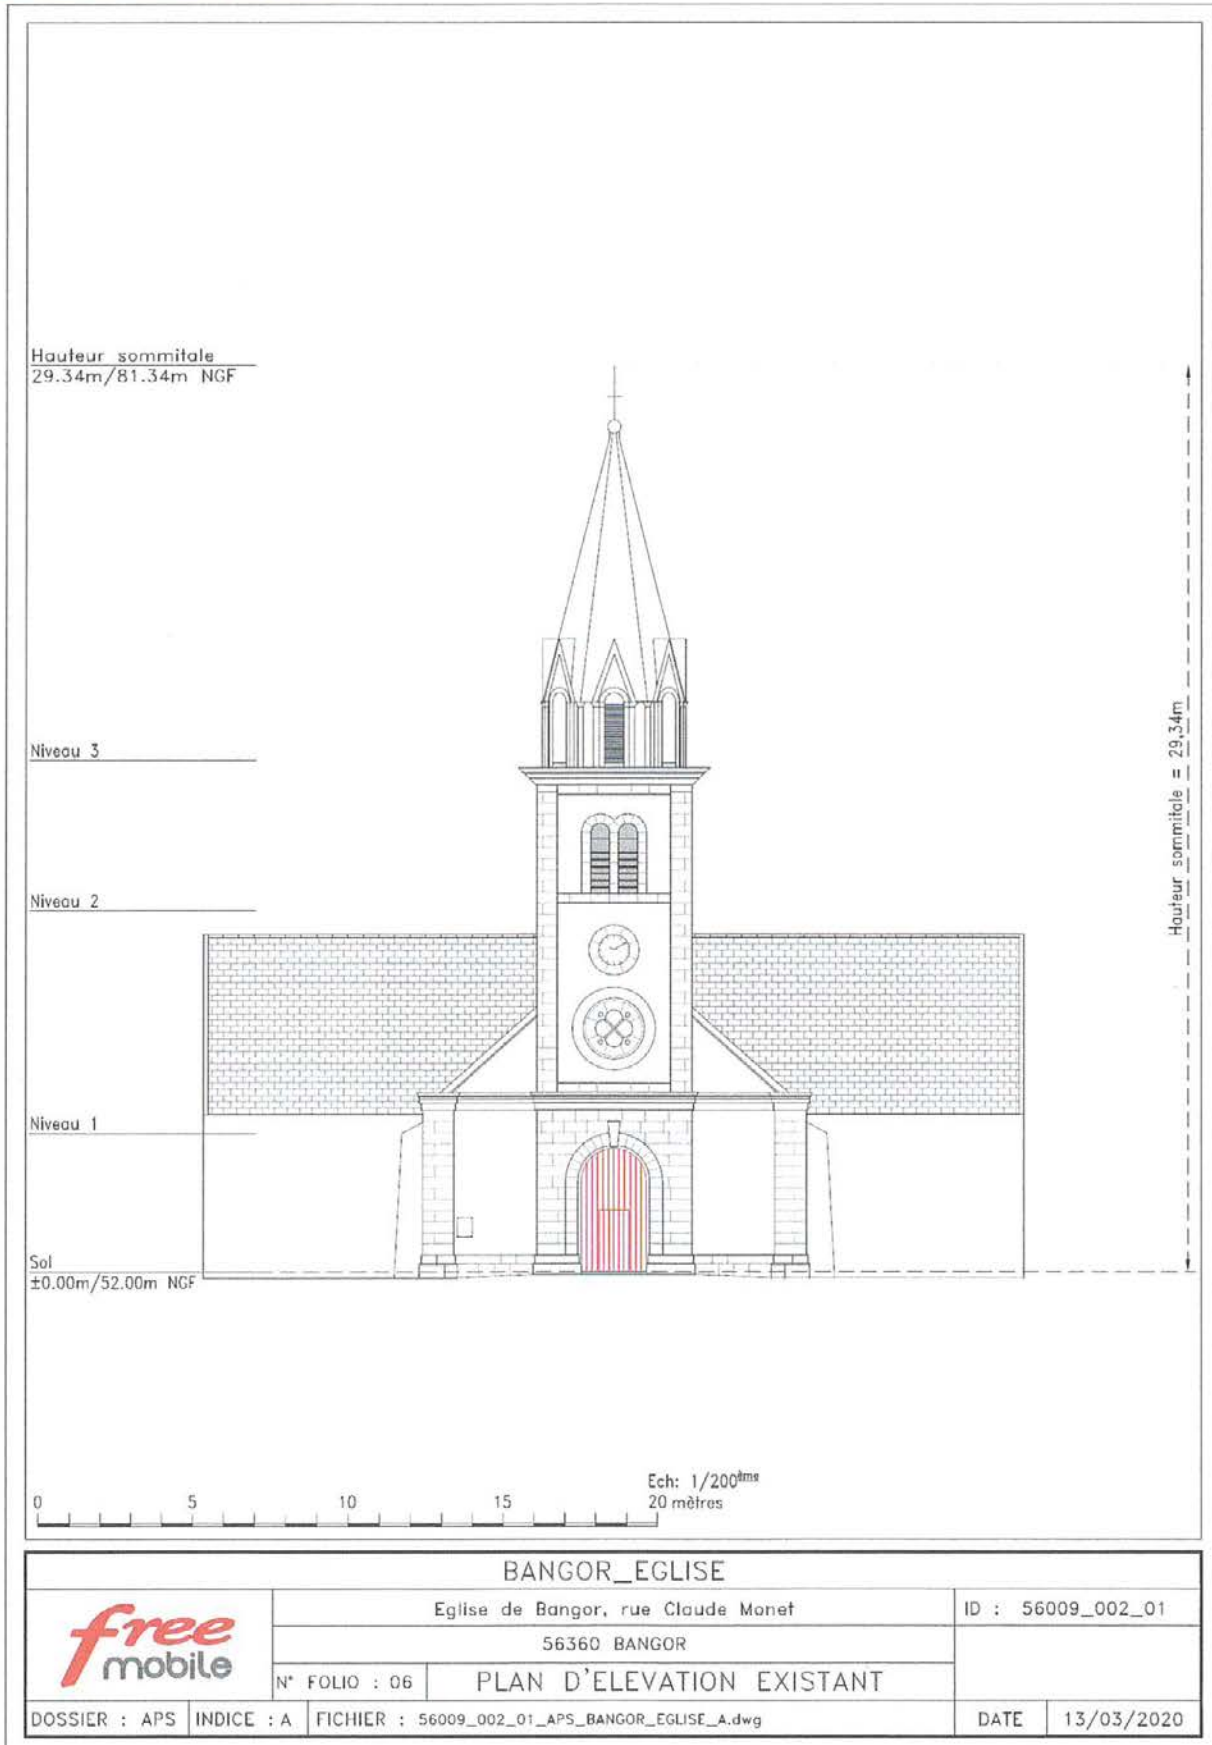 Hauteur sommitale
29.34m/81.34m NGF
Niveau 3
Hauteur sommitale = 29.34m
Niveau 2
Niveau 1
Sol
±0.00m/52.00m NGF
Ech: 1/200ème
0 5 10 15 20 mètres
BANGOR_EGLISE
free mobile
Eglise de Bangor, rue Claude Monet
ID : 56009_002_01
56360 BANGOR
N° FOLIO : 06
PLAN D'ELEVATION EXISTANT
DOSSIER : APS
INDICE : A
FICHIER : 56009_002_01_APS_BANGOR_EGLISE_A.dwg
DATE
13/03/2020